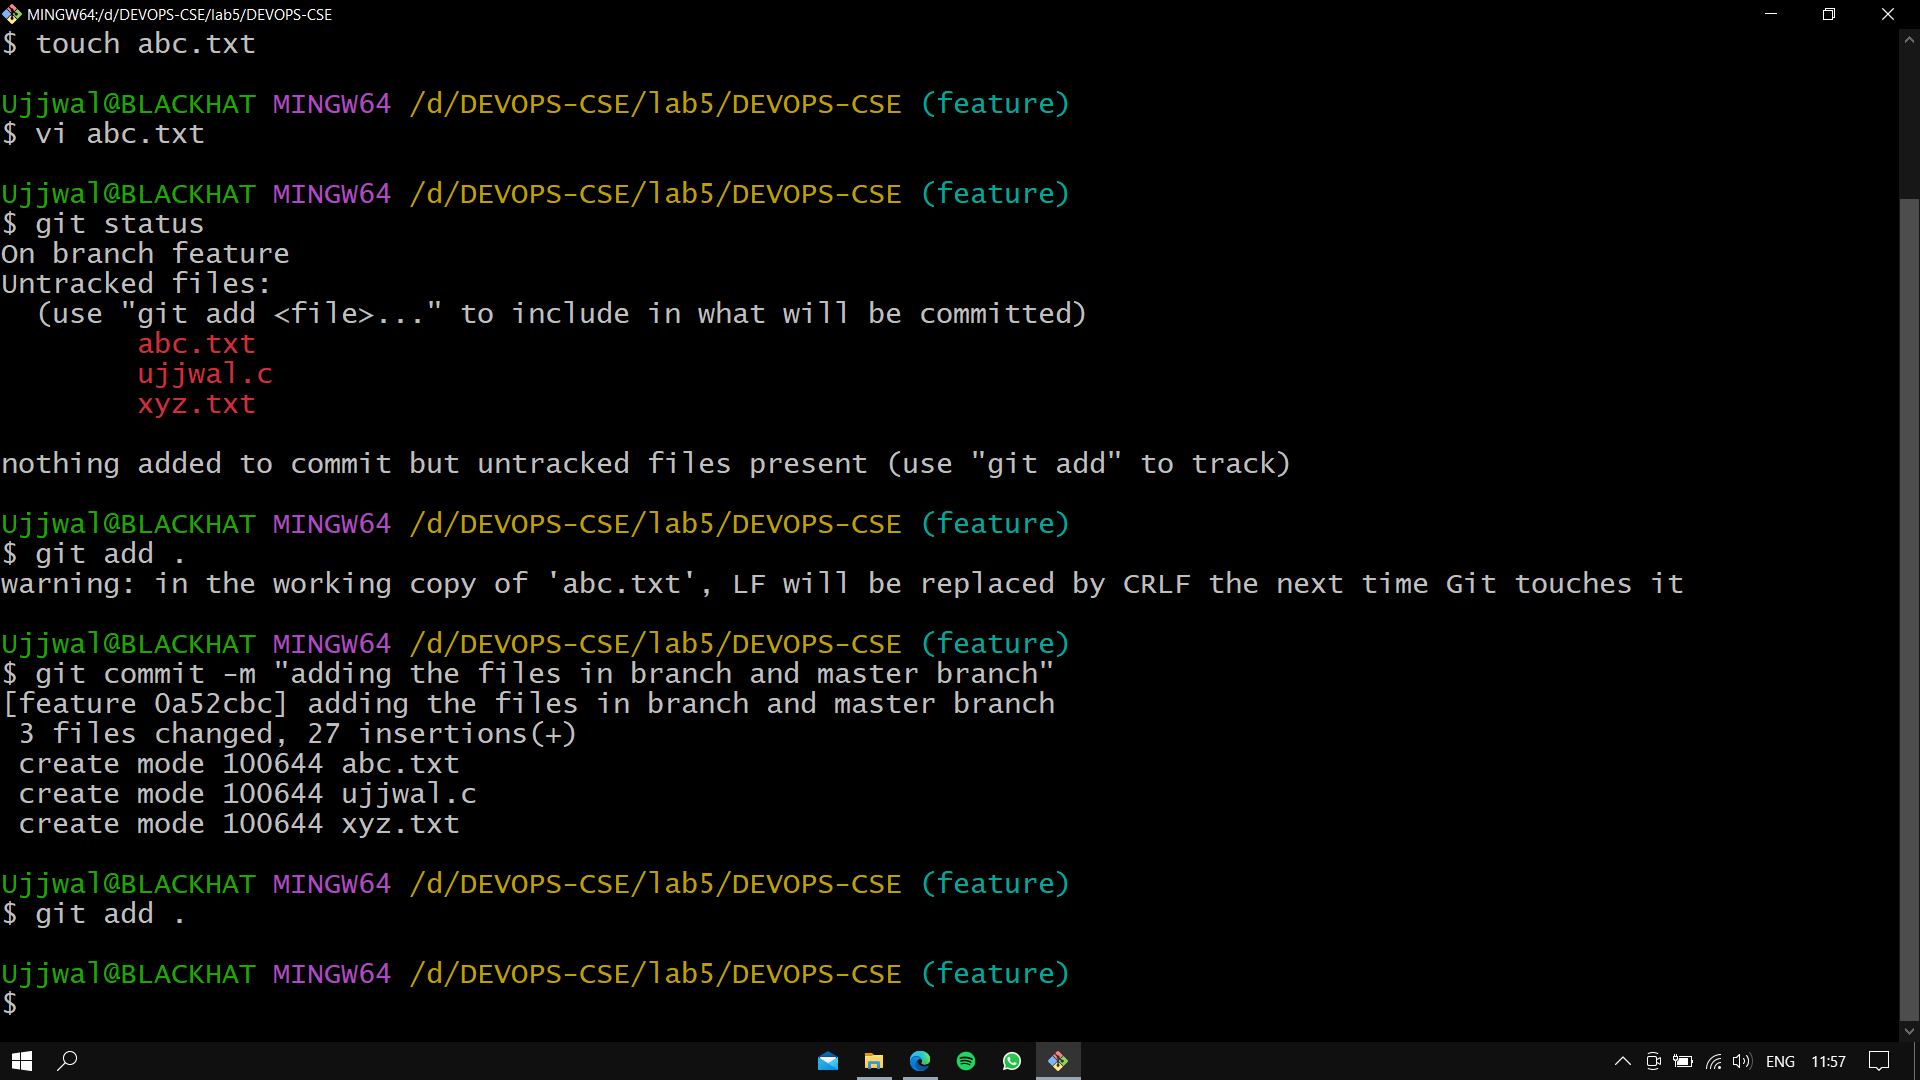 MINGW64:/d/DEVOPS-CSE/lab5/DEVOPS-CSE
$ touch abc.txt
Ujjwal@BLACKHAT MINGW64 /d/DEVOPS-CSE/lab5/DEVOPS-CSE (feature)
$ vi abc.txt
Ujjwal@BLACKHAT MINGW64 /d/DEVOPS-CSE/lab5/DEVOPS-CSE (feature)
$ git status
On branch feature
Untracked files:
  (use "git add <file>..." to include in what will be committed)
        abc.txt
        ujjwal.c
        xyz.txt
nothing added to commit but untracked files present (use "git add" to track)
Ujjwal@BLACKHAT MINGW64 /d/DEVOPS-CSE/lab5/DEVOPS-CSE (feature)
$ git add .
warning: in the working copy of 'abc.txt', LF will be replaced by CRLF the next time Git touches it
Ujjwal@BLACKHAT MINGW64 /d/DEVOPS-CSE/lab5/DEVOPS-CSE (feature)
$ git commit -m "adding the files in branch and master branch"
[feature 0a52cbc] adding the files in branch and master branch
 3 files changed, 27 insertions(+)
 create mode 100644 abc.txt
 create mode 100644 ujjwal.c
 create mode 100644 xyz.txt
Ujjwal@BLACKHAT MINGW64 /d/DEVOPS-CSE/lab5/DEVOPS-CSE (feature)
$ git add .
Ujjwal@BLACKHAT MINGW64 /d/DEVOPS-CSE/lab5/DEVOPS-CSE (feature)
$
ENG 11:57